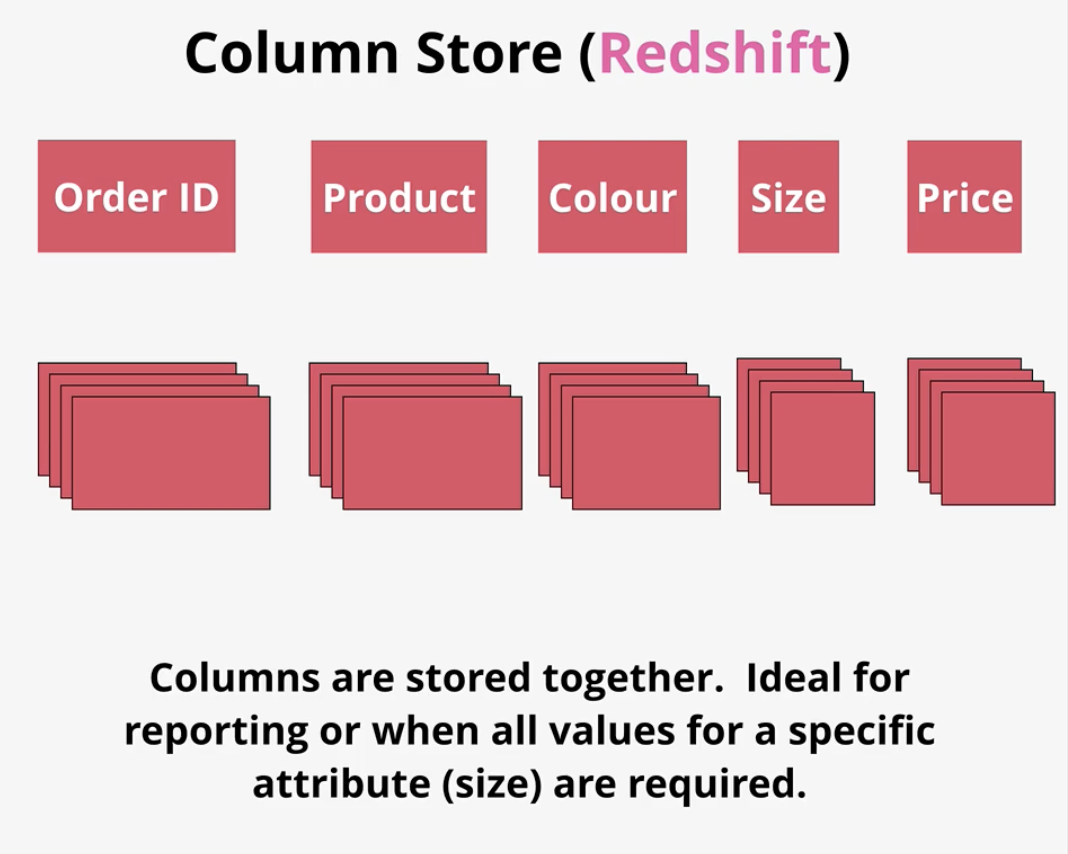 Column Store (Redshift)
Order ID Product Colour Size Price
Columns are stored together. Ideal for
reporting or when all values for a specific
attribute (size) are required.